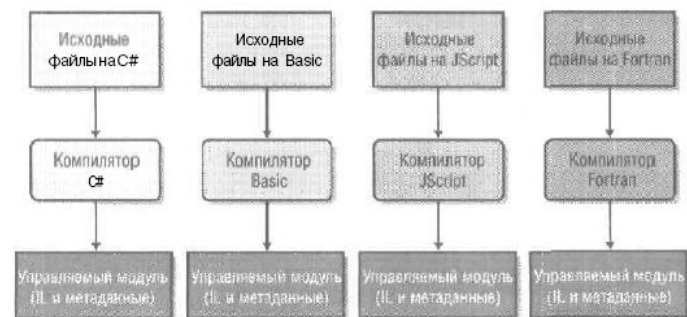 Исходные
файлы на C#
Исходные
файлы на Basic
Исходные
файлы на JScript
Исходные
файлы на Fortran
Компилятор
C#
Компилятор
Basic
Компилятор
JScript
Компилятор
Fortran
Управляемый модуль
(IL и метаданные)
Управляемый модуль
(IL и метаданные)
Управляемый модуль
(IL и метаданные)
Управляемый модуль
(IL и метаданные)